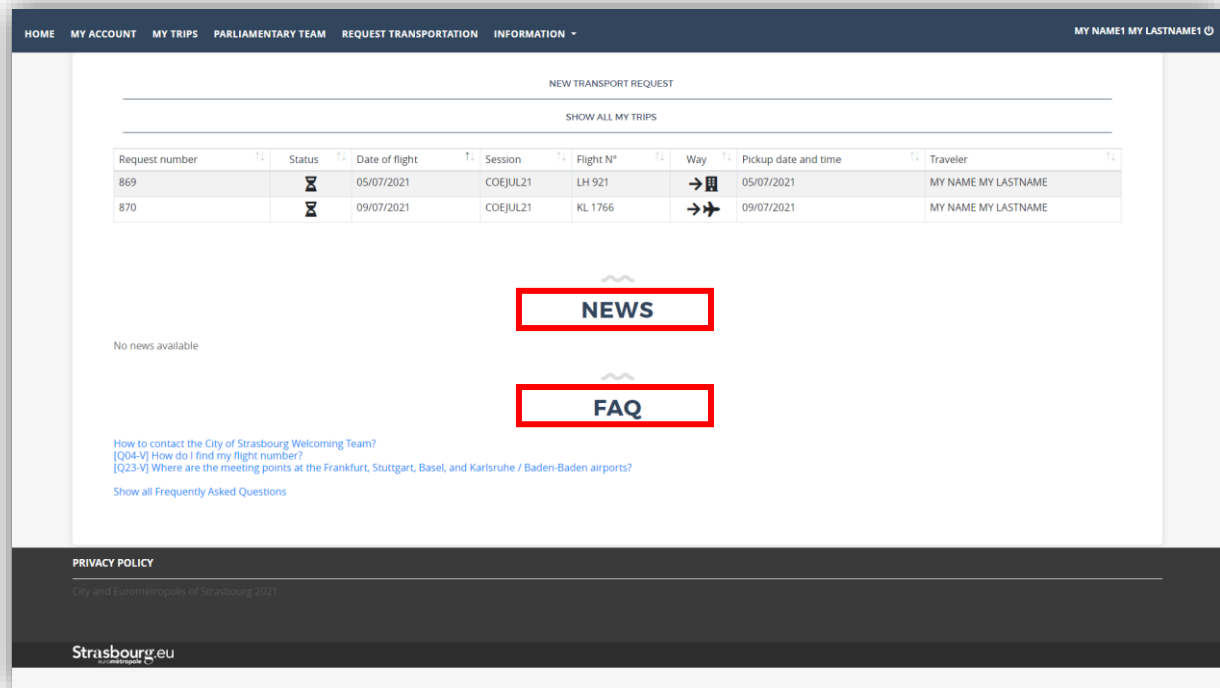 HOME MY ACCOUNT MY TRIPS PARLIAMENTARY TEAM REQUEST TRANSPORTATION INFORMATION MY NAME1 MY LASTNAME1
NEW TRANSPORT REQUEST
SHOW ALL MY TRIPS
Request number Status Date of flight Session Flight N° Way Pickup date and time Traveler
869 05/07/2021 COEJUL21 LH 921 05/07/2021 MY NAME MY LASTNAME
870 09/07/2021 COEJUL21 KL 1766 09/07/2021 MY NAME MY LASTNAME
NEWS
No news available
FAQ
How to contact the City of Strasbourg Welcoming Team?
[Q04-V] How do I find my flight number?
[Q23-V] Where are the meeting points at the Frankfurt, Stuttgart, Basel, and Karlsruhe / Baden-Baden airports?
Show all Frequently Asked Questions
PRIVACY POLICY
City and Eurometropolis of Strasbourg 2021
Strasbourg.eu
eurométropole